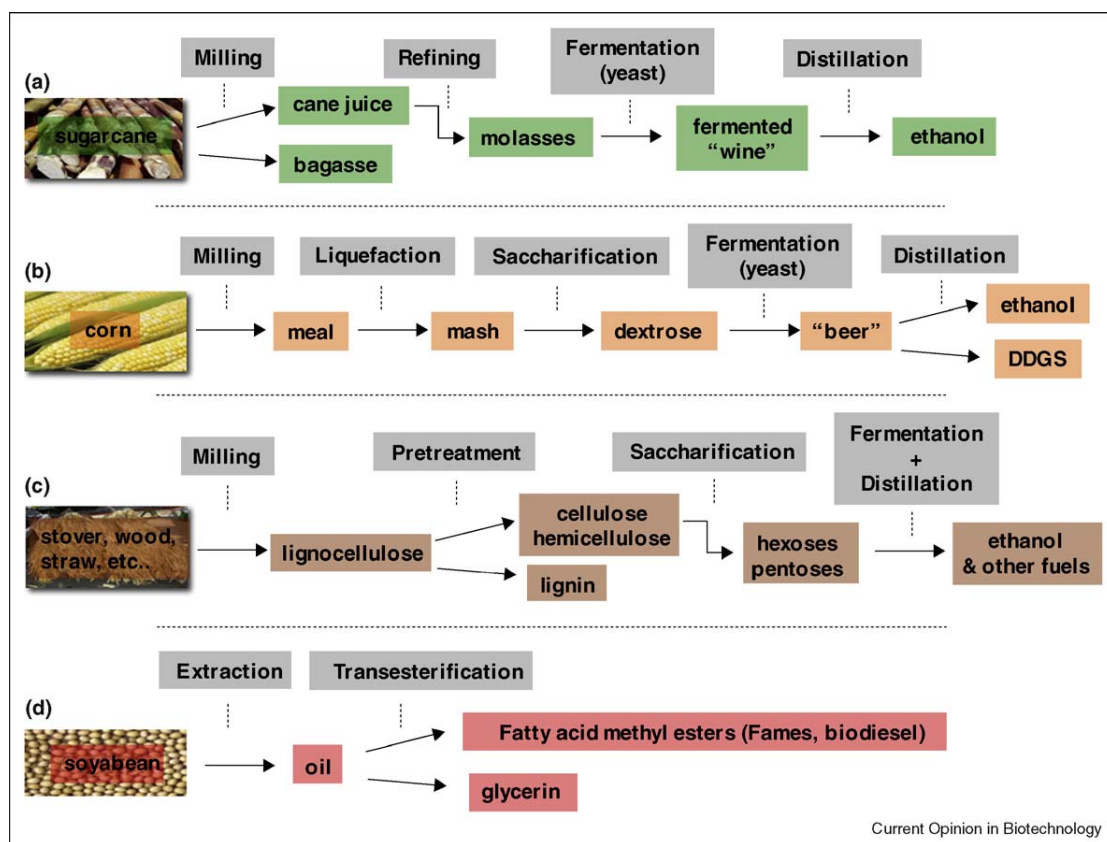 (a)
Milling
Refining
Fermentation
(yeast)
Distillation
sugarcane
cane juice
bagasse
molasses
fermented
“wine”
ethanol
(b)
Milling
Liquefaction
Saccharification
Fermentation
(yeast)
Distillation
corn
meal
mash
dextrose
“beer”
ethanol
DDGS
(c)
Milling
Pretreatment
Saccharification
Fermentation
+
Distillation
stover, wood,
straw, etc..
lignocellulose
cellulose
hemicellulose
lignin
hexoses
pentoses
ethanol
& other fuels
(d)
Extraction
Transesterification
soyabean
oil
Fatty acid methyl esters (Fames, biodiesel)
glycerin
Current Opinion in Biotechnology